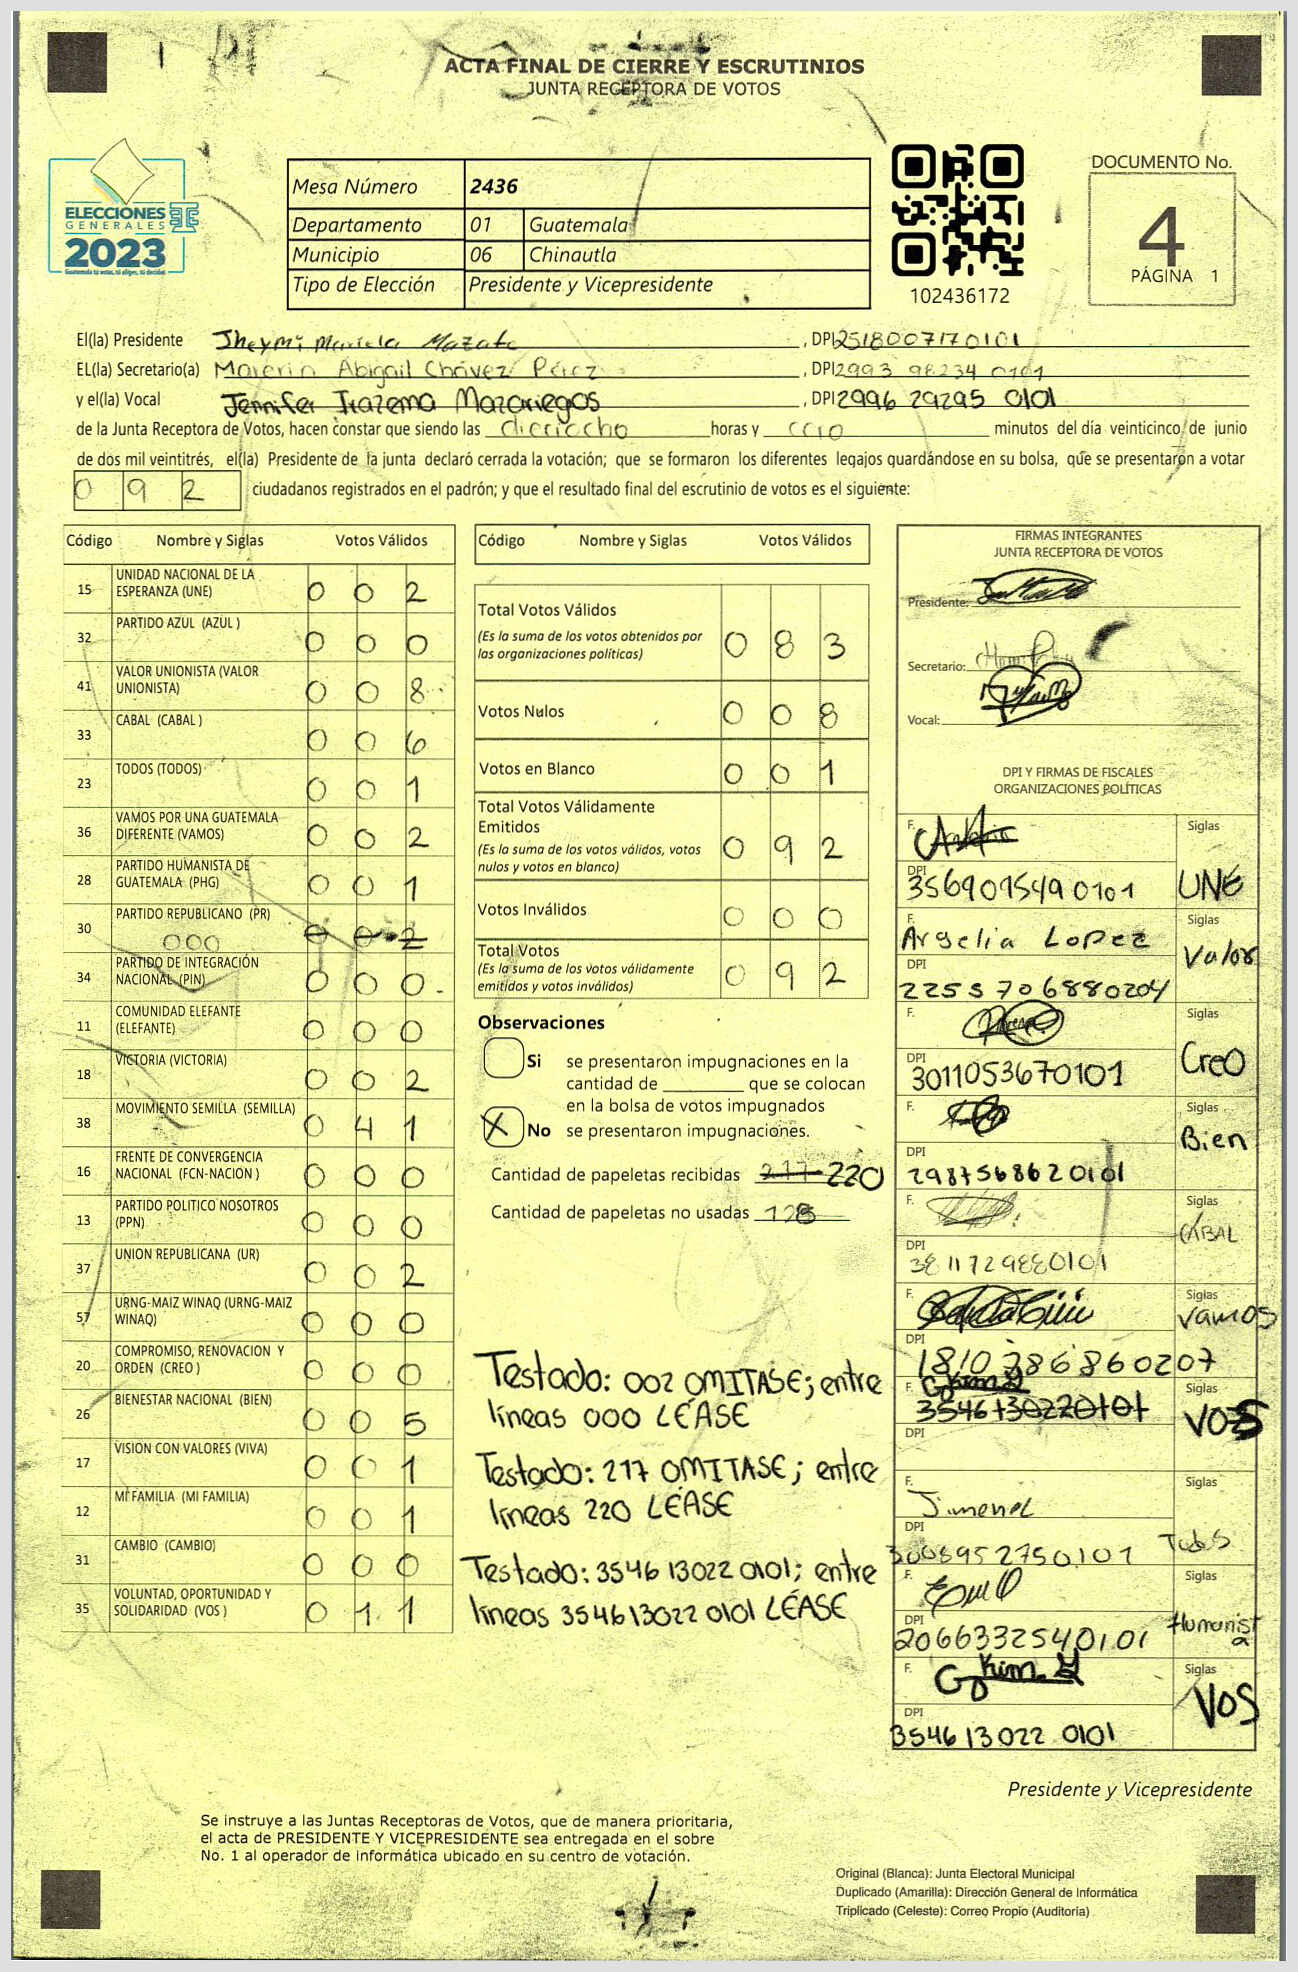 ACTA FINAL DE CIERRE Y ESCRUTINIOS
JUNTA RECEPTORA DE VOTOS
ELECCIONES
GENERALES
2023
Guatemala tú votas, tú eliges, tú decides
Mesa Número 2436
Departamento 01 Guatemala
Municipio 06 Chinautla
Tipo de Elección Presidente y Vicepresidente
102436172
DOCUMENTO No.
4
PÁGINA 1
El(la) Presidente Jheymi Mariela Mazate, DPI 2518007170101
EL(la) Secretario(a) Abigail Chávez Pérez, DPI 2993 98234 0101
y el(la) Vocal Jennifer Irazema Mazariegos, DPI 2996 29295 0101
de la Junta Receptora de Votos, hacen constar que siendo las dieciocho horas y cero minutos del día veinticinco de junio
de dos mil veintitrés, el(la) Presidente de la junta declaró cerrada la votación; que se formaron los diferentes legajos guardándose en su bolsa, que se presentarón a votar
0 9 2 ciudadanos registrados en el padrón; y que el resultado final del escrutinio de votos es el siguiente:
Código Nombre y Siglas Votos Válidos
15 UNIDAD NACIONAL DE LA ESPERANZA (UNE) 0 0 2
32 PARTIDO AZUL (AZUL ) 0 0 0
41 VALOR UNIONISTA (VALOR UNIONISTA) 0 0 8
33 CABAL (CABAL ) 0 0 6
23 TODOS (TODOS) 0 0 1
36 VAMOS POR UNA GUATEMALA DIFERENTE (VAMOS) 0 0 2
28 PARTIDO HUMANISTA DE GUATEMALA (PHG) 0 0 1
30 PARTIDO REPUBLICANO (PR) 000 0 0 2
34 PARTIDO DE INTEGRACIÓN NACIONAL (PIN) 0 0 0
11 COMUNIDAD ELEFANTE (ELEFANTE) 0 0 0
18 VICTORIA (VICTORIA) 0 0 2
38 MOVIMIENTO SEMILLA (SEMILLA) 0 4 1
16 FRENTE DE CONVERGENCIA NACIONAL (FCN-NACION ) 0 0 0
13 PARTIDO POLITICO NOSOTROS (PPN) 0 0 0
37 UNION REPUBLICANA (UR) 0 0 2
57 URNG-MAIZ WINAQ (URNG-MAIZ WINAQ) 0 0 0
20 COMPROMISO, RENOVACION Y ORDEN (CREO ) 0 0 0
26 BIENESTAR NACIONAL (BIEN) 0 0 5
17 VISION CON VALORES (VIVA) 0 0 1
12 MI FAMILIA (MI FAMILIA) 0 0 1
31 CAMBIO (CAMBIO) 0 0 0
35 VOLUNTAD, OPORTUNIDAD Y SOLIDARIDAD (VOS ) 0 1 1
Código Nombre y Siglas Votos Válidos
Total Votos Válidos 0 8 3
(Es la suma de los votos obtenidos por
las organizaciones políticas)
Votos Nulos 0 0 8
Votos en Blanco 0 0 1
Total Votos Válidamente
Emitidos 0 9 2
(Es la suma de los votos válidos, votos
nulos y votos en blanco)
Votos Inválidos 0 0 0
Total Votos 0 9 2
(Es la suma de los votos válidamente
emitidos y votos inválidos)
Observaciones
Si se presentaron impugnaciones en la
cantidad de ________ que se colocan
en la bolsa de votos impugnados
X No se presentaron impugnaciones.
Cantidad de papeletas recibidas 217 220
Cantidad de papeletas no usadas 128
Testado: 002 OMITASE; entre
líneas 000 LÉASE
Testado: 217 OMITASE; entre
líneas 220 LÉASE
Testado: 3546 13022 0101; entre
líneas 3546 13022 0101 LÉASE
FIRMAS INTEGRANTES
JUNTA RECEPTORA DE VOTOS
Presidente:
Secretario:
Vocal:
DPI Y FIRMAS DE FISCALES
ORGANIZACIONES POLÍTICAS
F. Siglas
DPI 3569015490101 UNE
F. Argelia Lopez Siglas
DPI 2255706880204 Valor
F. Siglas
DPI 3011053670101 Creo
F. Siglas
DPI 2987568620101 Bien
F. Siglas
DPI 3811729880101 CABAL
F. Siglas
DPI 1810386860207 Vamos
F. Kim G Siglas
3546130220101 VOS
DPI
F. Jimenez Siglas
DPI 3008952750101 Todos
F. Siglas
DPI 2066332540101 Humanista
F. Kim. G Siglas
DPI 3546 13022 0101 VOS
Presidente y Vicepresidente
Se instruye a las Juntas Receptoras de Votos, que de manera prioritaria,
el acta de PRESIDENTE Y VICEPRESIDENTE sea entregada en el sobre
No. 1 al operador de informática ubicado en su centro de votación.
Original (Blanca): Junta Electoral Municipal
Duplicado (Amarilla): Dirección General de Informática
Triplicado (Celeste): Correo Propio (Auditoría)